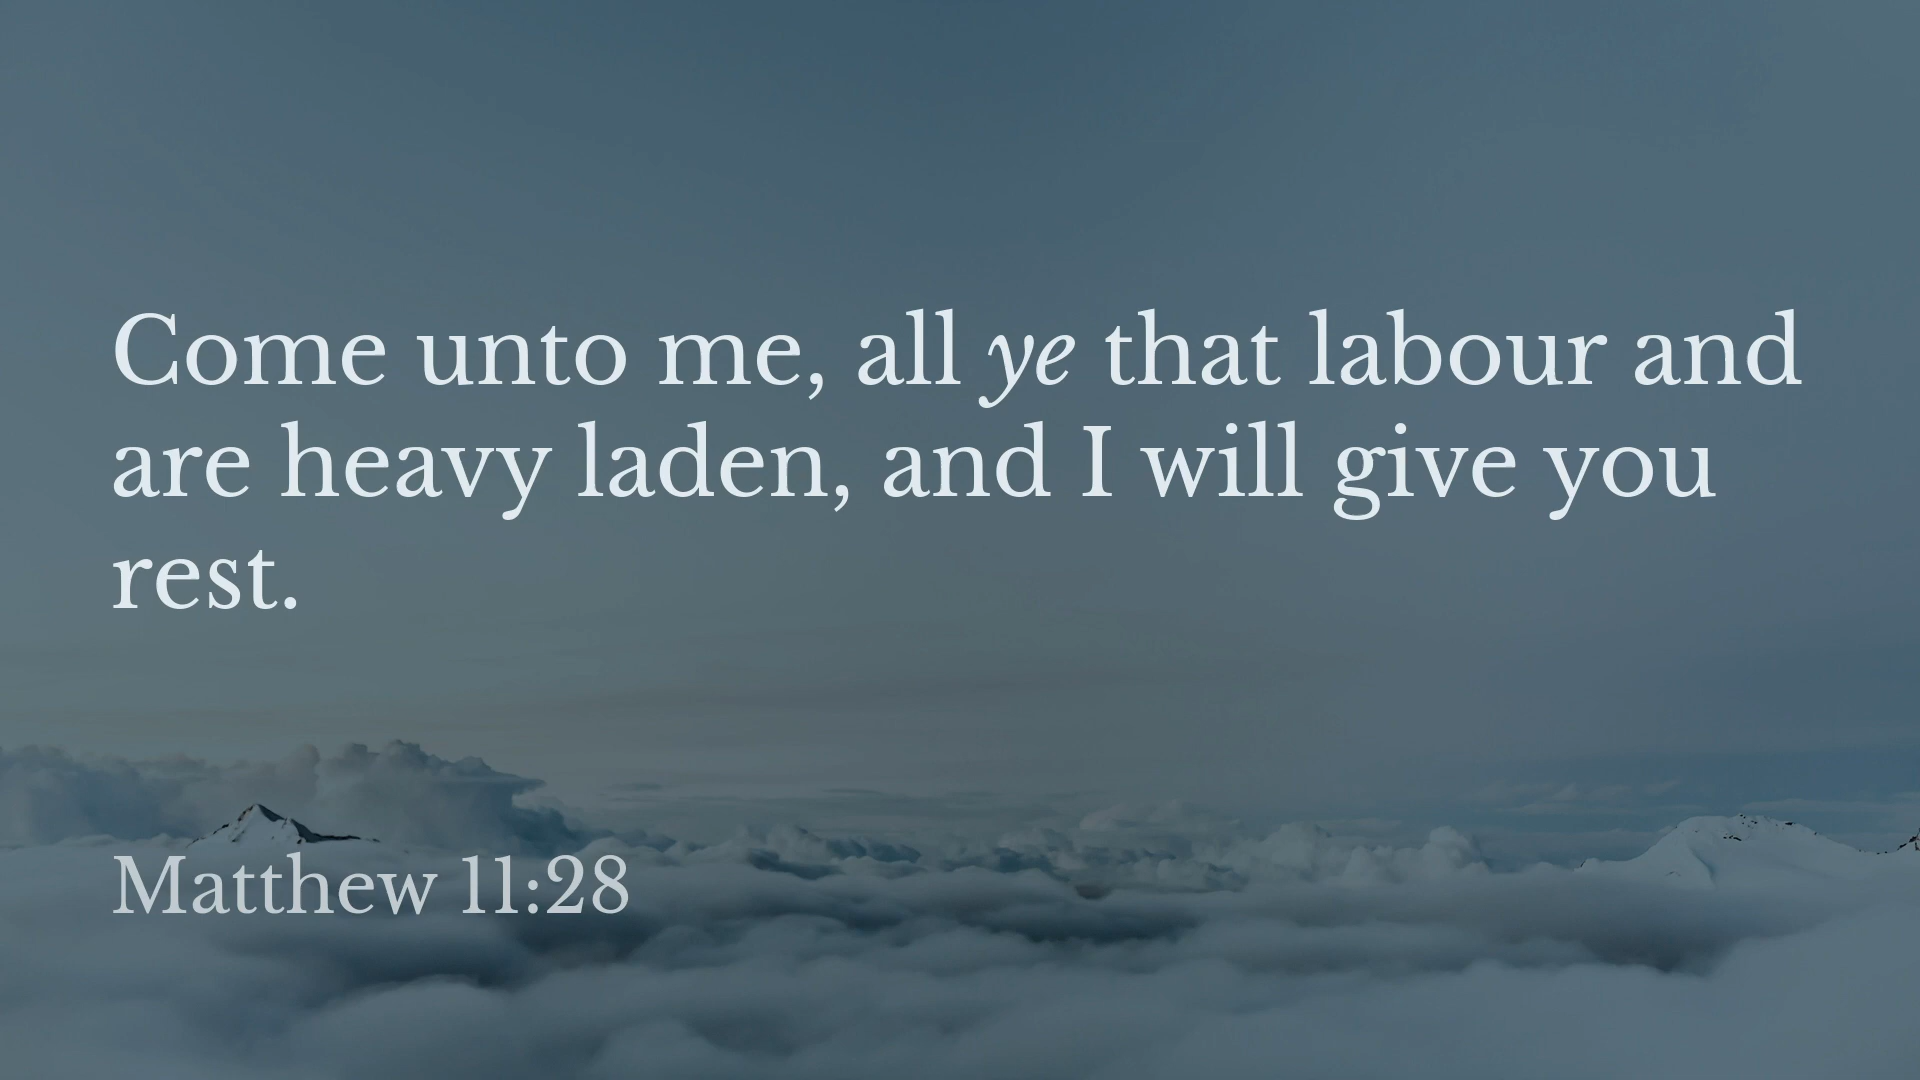 Come unto me, all ye that labour and
are heavy laden, and I will give you
rest.
Matthew 11:28